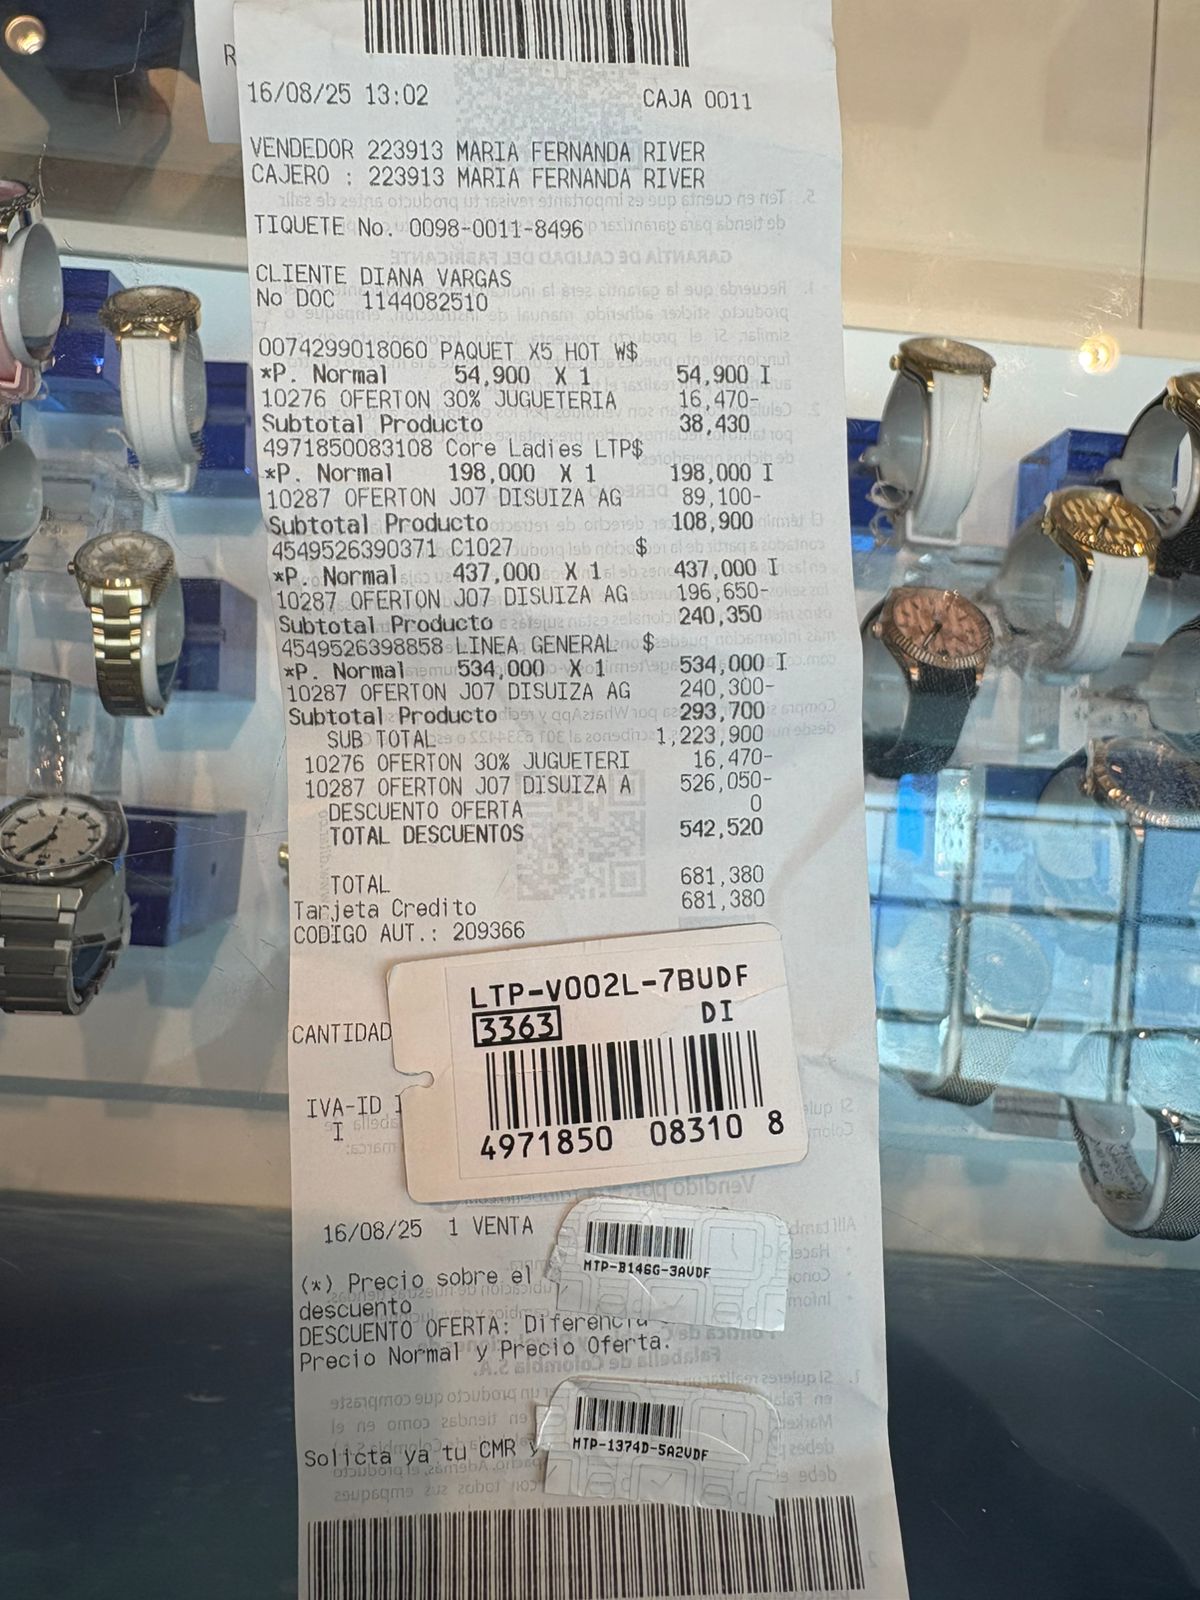 16/08/25 13:02 CAJA 0011
VENDEDOR 223913 MARIA FERNANDA RIVER
CAJERO : 223913 MARIA FERNANDA RIVER
TIQUETE No. 0098-0011-8496
CLIENTE DIANA VARGAS
No DOC 1144082510
0074299018060 PAQUET X5 HOT W$
*P. Normal 54,900 X 1 54,900 I
10276 OFERTON 30% JUGUETERIA 16,470-
Subtotal Producto 38,430
4971850083108 Core Ladies LTP$
*P. Normal 198,000 X 1 198,000 I
10287 OFERTON J07 DISUIZA AG 89,100-
Subtotal Producto 108,900
4549526390371 C1027 $
*P. Normal 437,000 X 1 437,000 I
10287 OFERTON J07 DISUIZA AG 196,650-
Subtotal Producto 240,350
4549526398858 LINEA GENERAL $
*P. Normal 534,000 X 1 534,000 I
10287 OFERTON J07 DISUIZA AG 240,300-
Subtotal Producto 293,700
SUB TOTAL 1,223,900
10276 OFERTON 30% JUGUETERI 16,470-
10287 OFERTON J07 DISUIZA A 526,050-
DESCUENTO OFERTA 0
TOTAL DESCUENTOS 542,520
TOTAL 681,380
Tarjeta Credito 681,380
CODIGO AUT.: 209366
LTP-V002L-7BUDF
3363 DI
4971850 08310 8
CANTIDAD
IVA-ID
I
16/08/25 1 VENTA
MTP-B146G-3AVDF
(*) Precio sobre el
descuento
DESCUENTO OFERTA: Diferencia
Precio Normal y Precio Oferta.
MTP-1374D-5A2VDF
Solicta ya tu CMR y